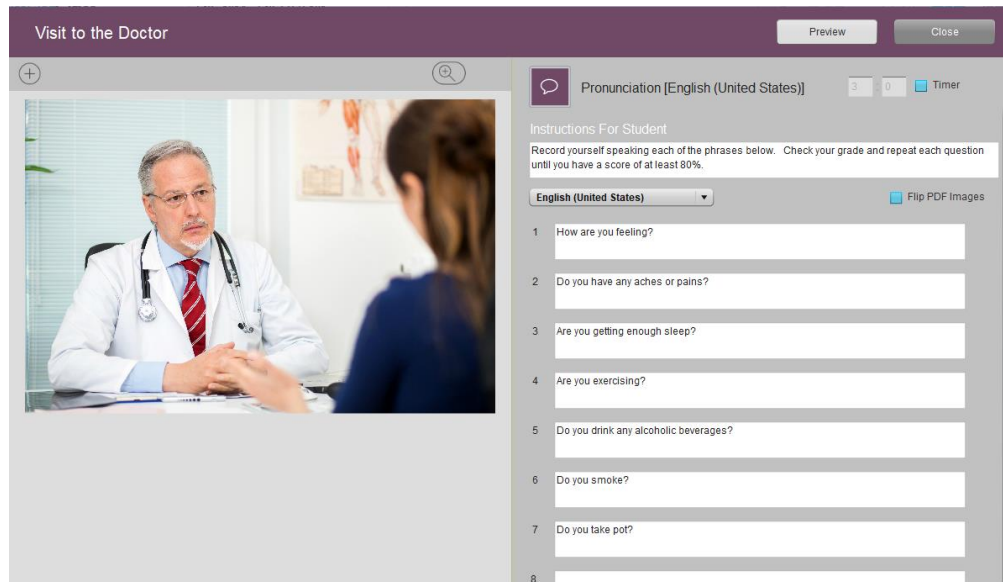 Visit to the Doctor
Preview
Close
Pronunciation [English (United States)]
3 : 0
Timer
Instructions For Student
Record yourself speaking each of the phrases below. Check your grade and repeat each question
until you have a score of at least 80%.
English (United States)
Flip PDF Images
1 How are you feeling?
2 Do you have any aches or pains?
3 Are you getting enough sleep?
4 Are you exercising?
5 Do you drink any alcoholic beverages?
6 Do you smoke?
7 Do you take pot?
8